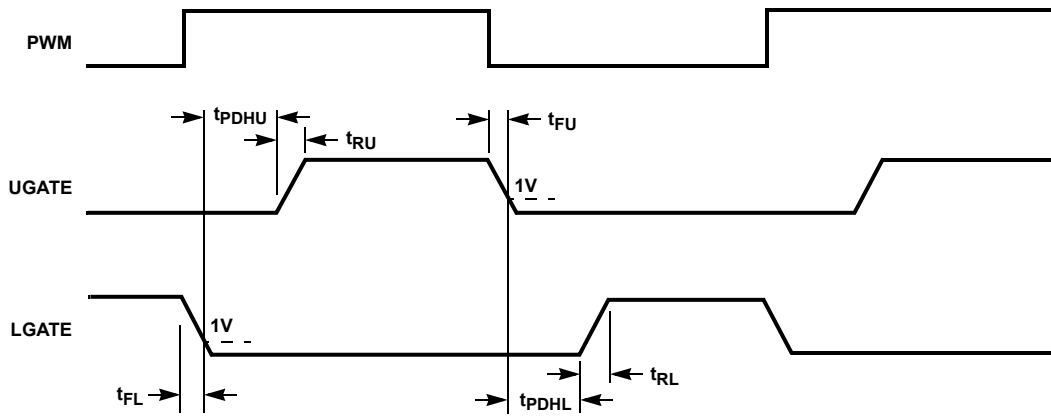 PWM
tPDHU
tRU
tFU
UGATE
1V
LGATE
1V
tFL
tRL
tPDHL